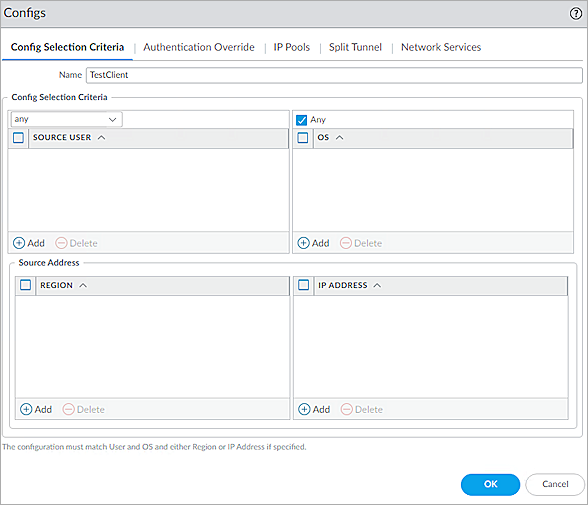 Configs
Config Selection Criteria | Authentication Override | IP Pools | Split Tunnel | Network Services
Name TestClient
Config Selection Criteria
any
Any
SOURCE USER
OS
Add Delete
Add Delete
Source Address
REGION
IP ADDRESS
Add Delete
Add Delete
The configuration must match User and OS and either Region or IP Address if specified.
OK Cancel